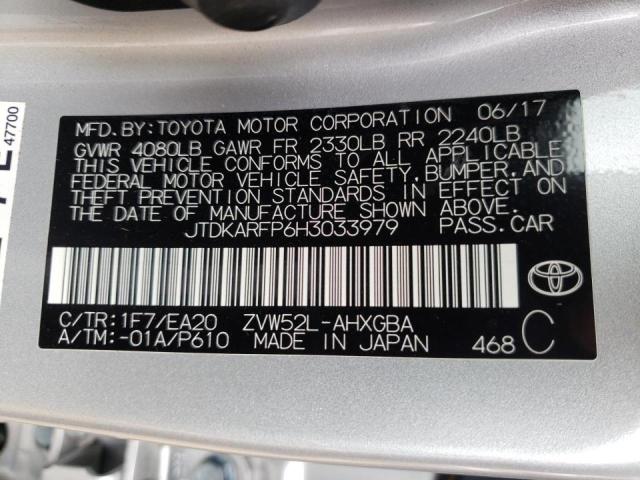 MFD.BY:TOYOTA MOTOR CORPORATION 06/17
GVWR 4080LB GAWR FR 2330LB RR 2240LB
THIS VEHICLE CONFORMS TO ALL APPLICABLE
FEDERAL MOTOR VEHICLE SAFETY, BUMPER, AND
THEFT PREVENTION STANDARDS IN EFFECT ON
THE DATE OF MANUFACTURE SHOWN ABOVE.
JTDKARFP6H3033979 PASS.CAR
C/TR:1F7/EA20 ZVW52L-AHXGBA
A/TM:-01A/P610 MADE IN JAPAN 468 C
47700